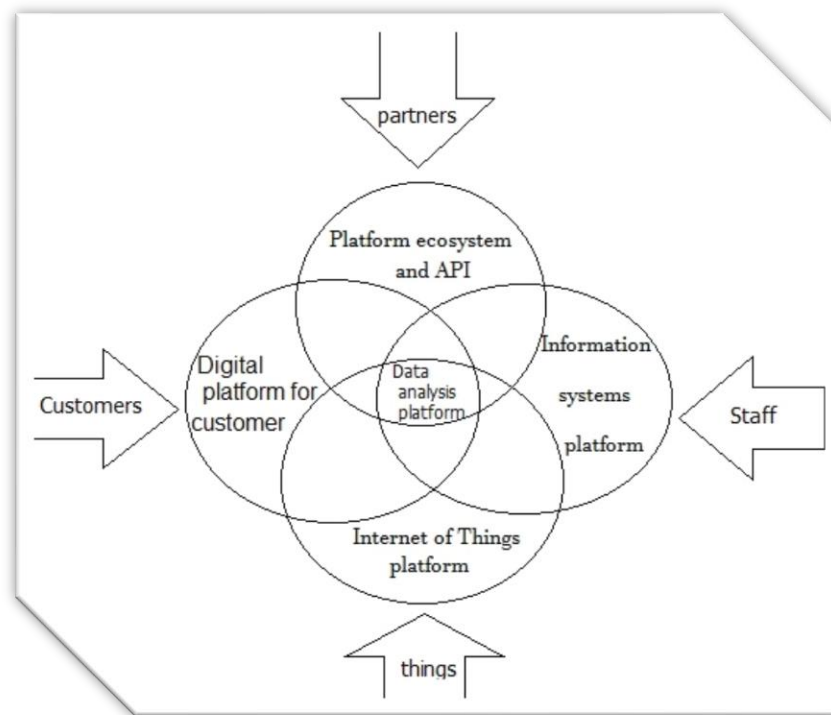 partners
Platform ecosystem
and API
Digital
platform for
customer
Data
analysis
platform
Information
systems
platform
Customers
Staff
Internet of Things
platform
things